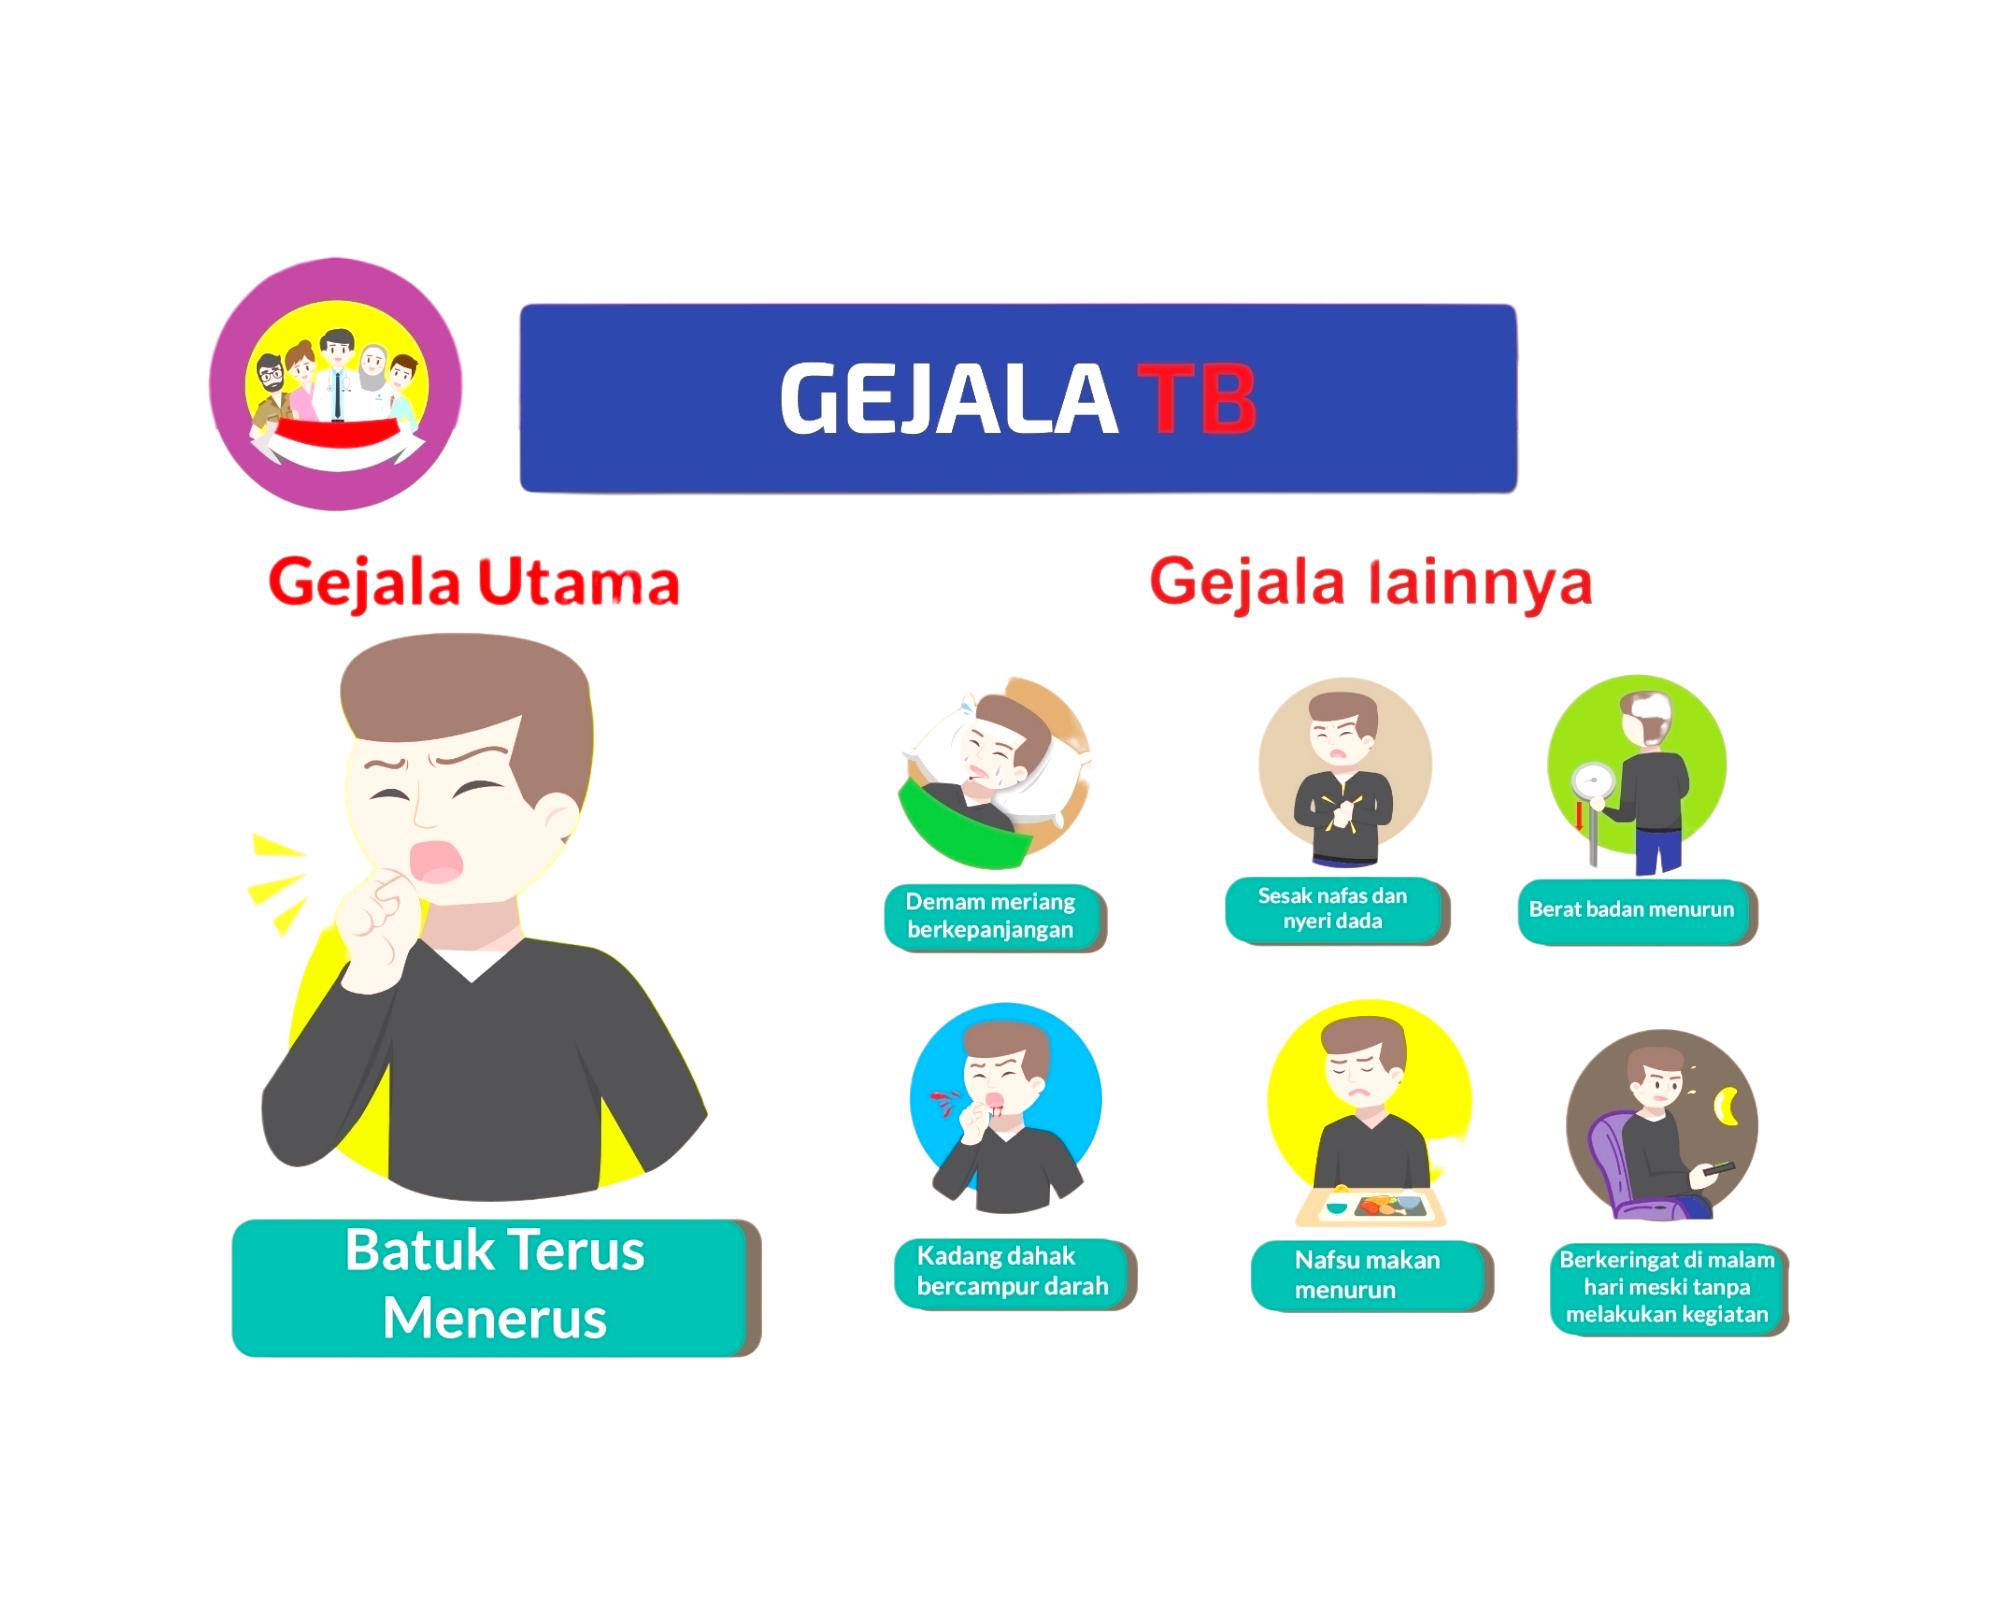 GEJALA TB
Gejala Utama
Batuk Terus
Menerus
Gejala lainnya
Demam meriang
berkepanjangan
Sesak nafas dan
nyeri dada
Berat badan menurun
Kadang dahak
bercampur darah
Nafsu makan
menurun
Berkeringat di malam
hari meski tanpa
melakukan kegiatan